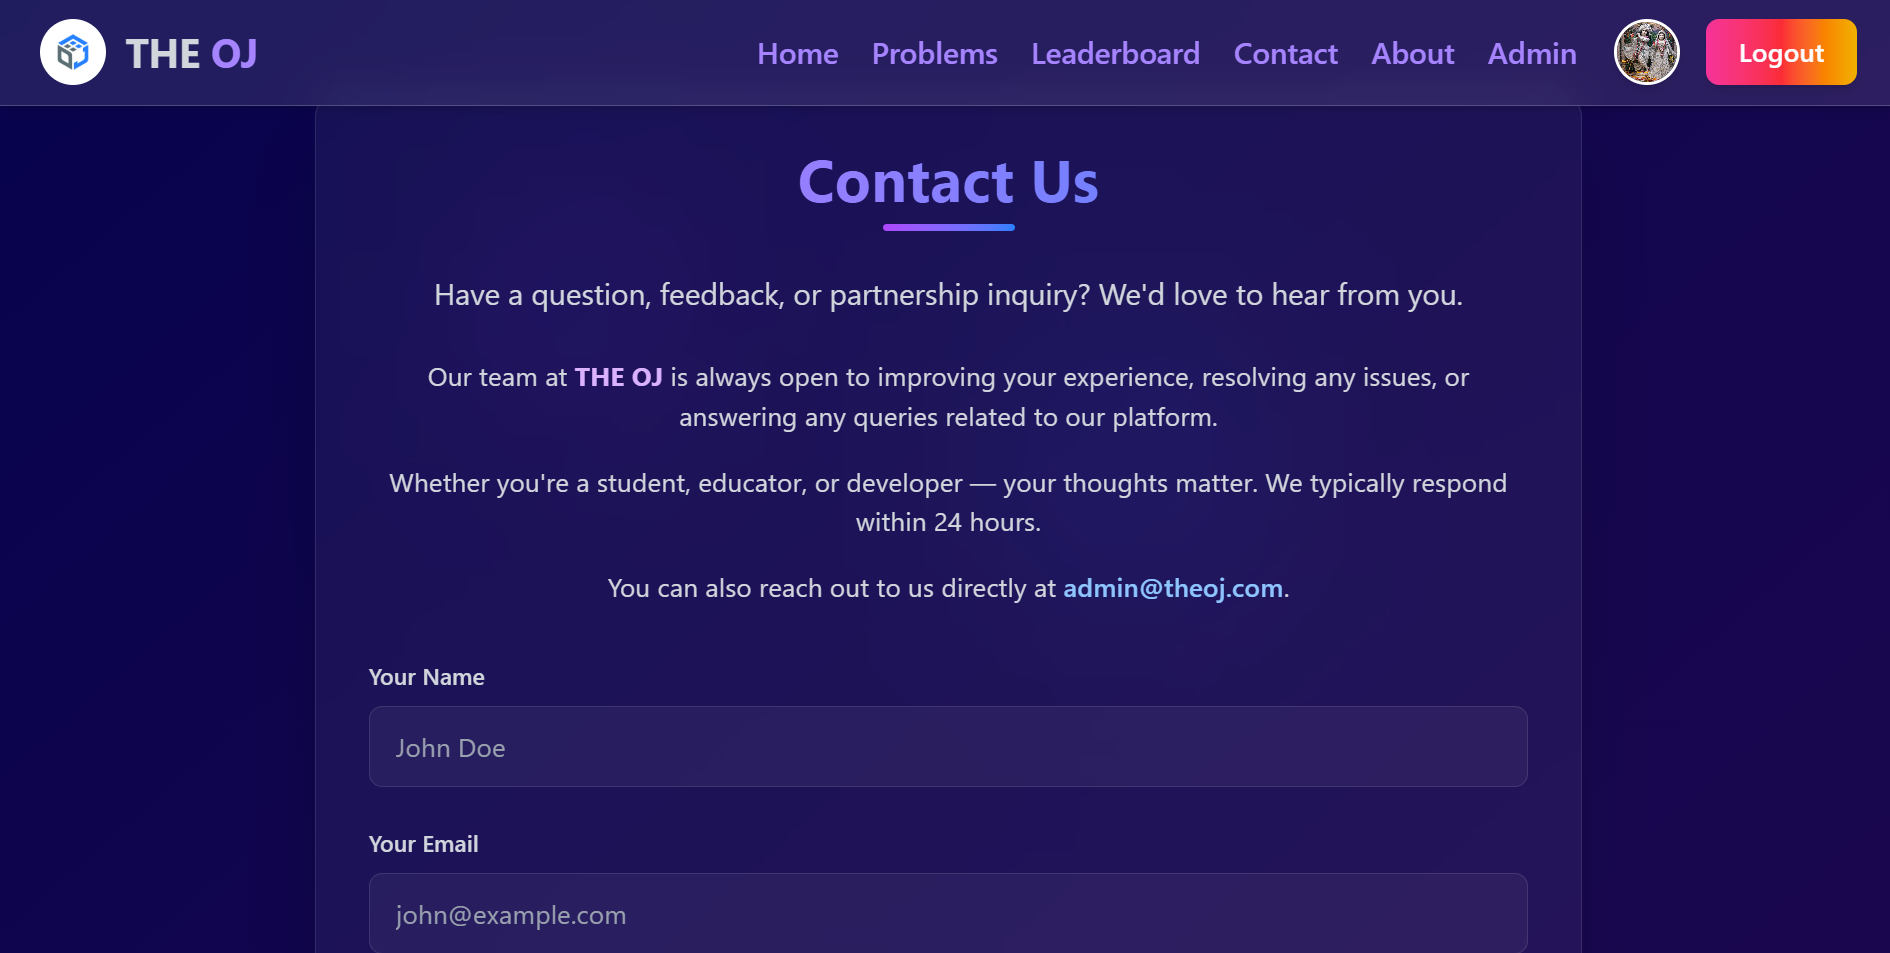 THE OJ
Home
Problems
Leaderboard
Contact
About
Admin
Logout
Contact Us
Have a question, feedback, or partnership inquiry? We'd love to hear from you.
Our team at THE OJ is always open to improving your experience, resolving any issues, or
answering any queries related to our platform.
Whether you're a student, educator, or developer — your thoughts matter. We typically respond
within 24 hours.
You can also reach out to us directly at admin@theoj.com.
Your Name
John Doe
Your Email
john@example.com